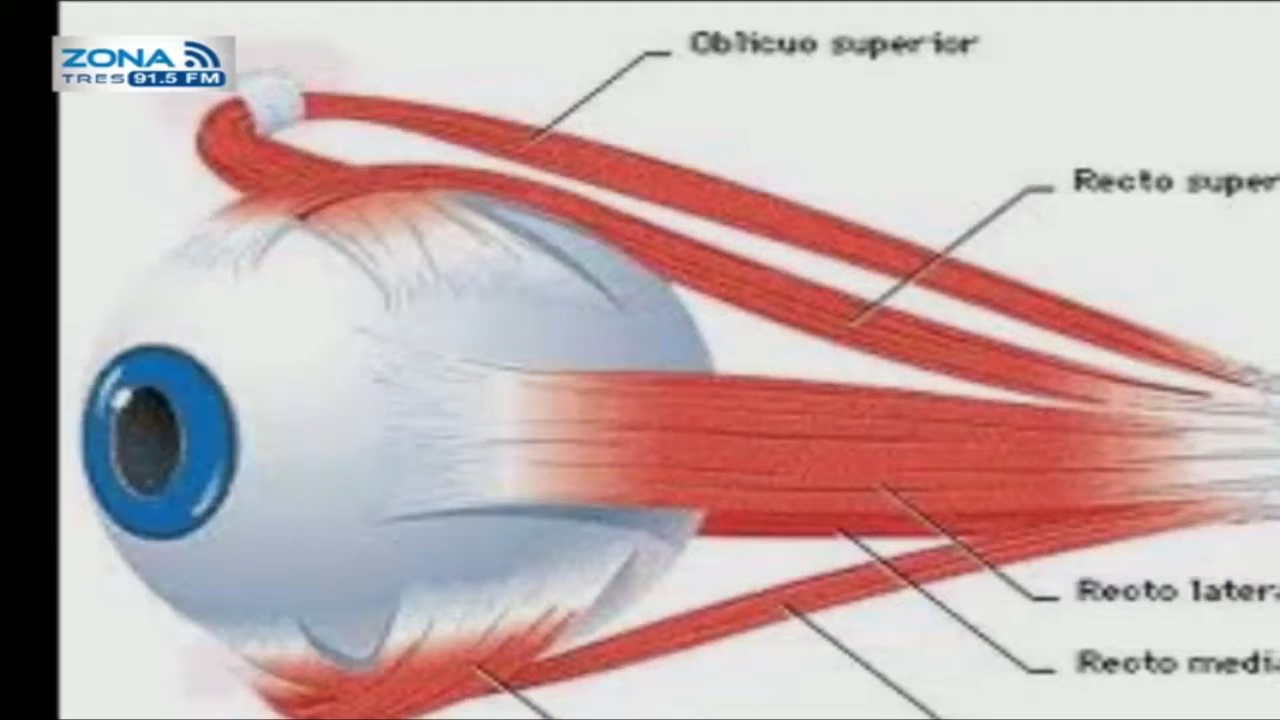 ZONA
TRES 91.5 FM
Oblicuo superior
Recto super
Recto latera
Recto media